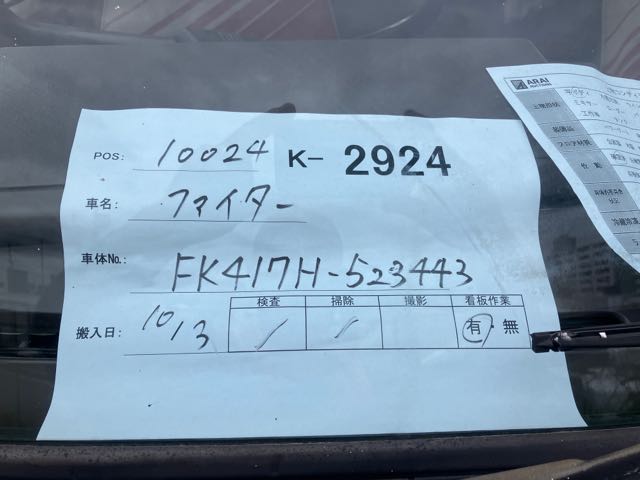 POS: 10024 K- 2924
車名: ファイター
車体No.: FK417H-523443
搬入日: 10/3
検査 掃除 撮影 看板作業
有・無
ARAI